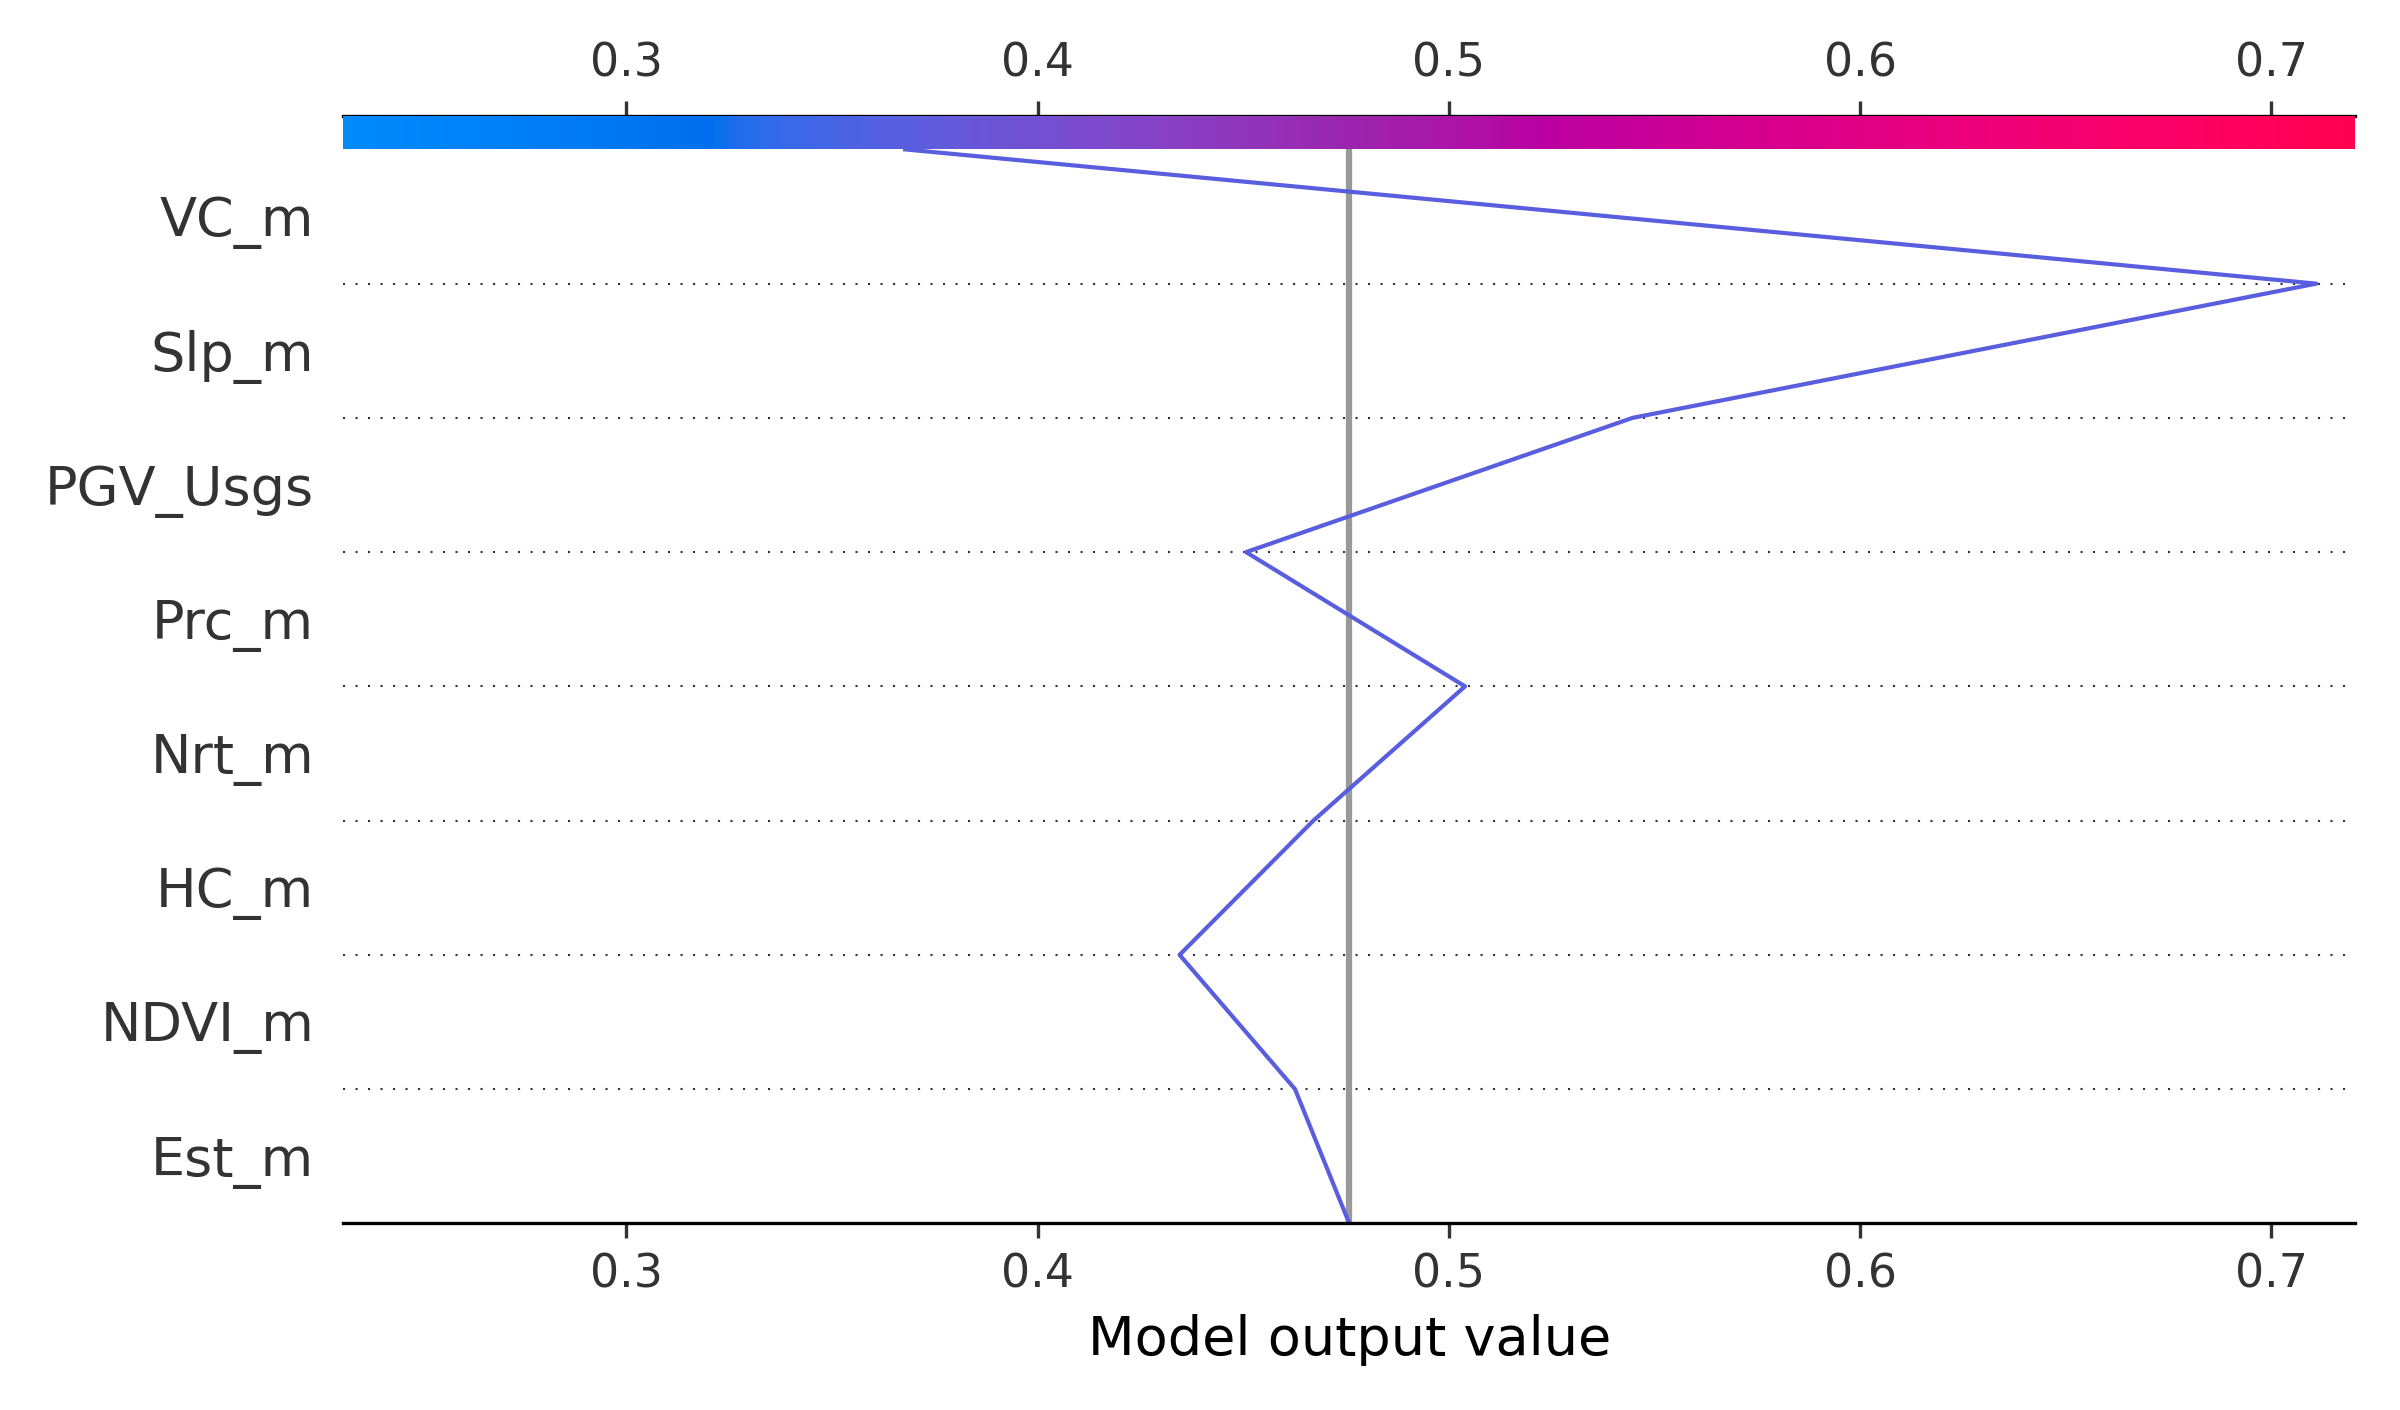 0.3 0.4 0.5 0.6 0.7
VC_m
Slp_m
PGV_Usgs
Prc_m
Nrt_m
HC_m
NDVI_m
Est_m
0.3 0.4 0.5 0.6 0.7
Model output value